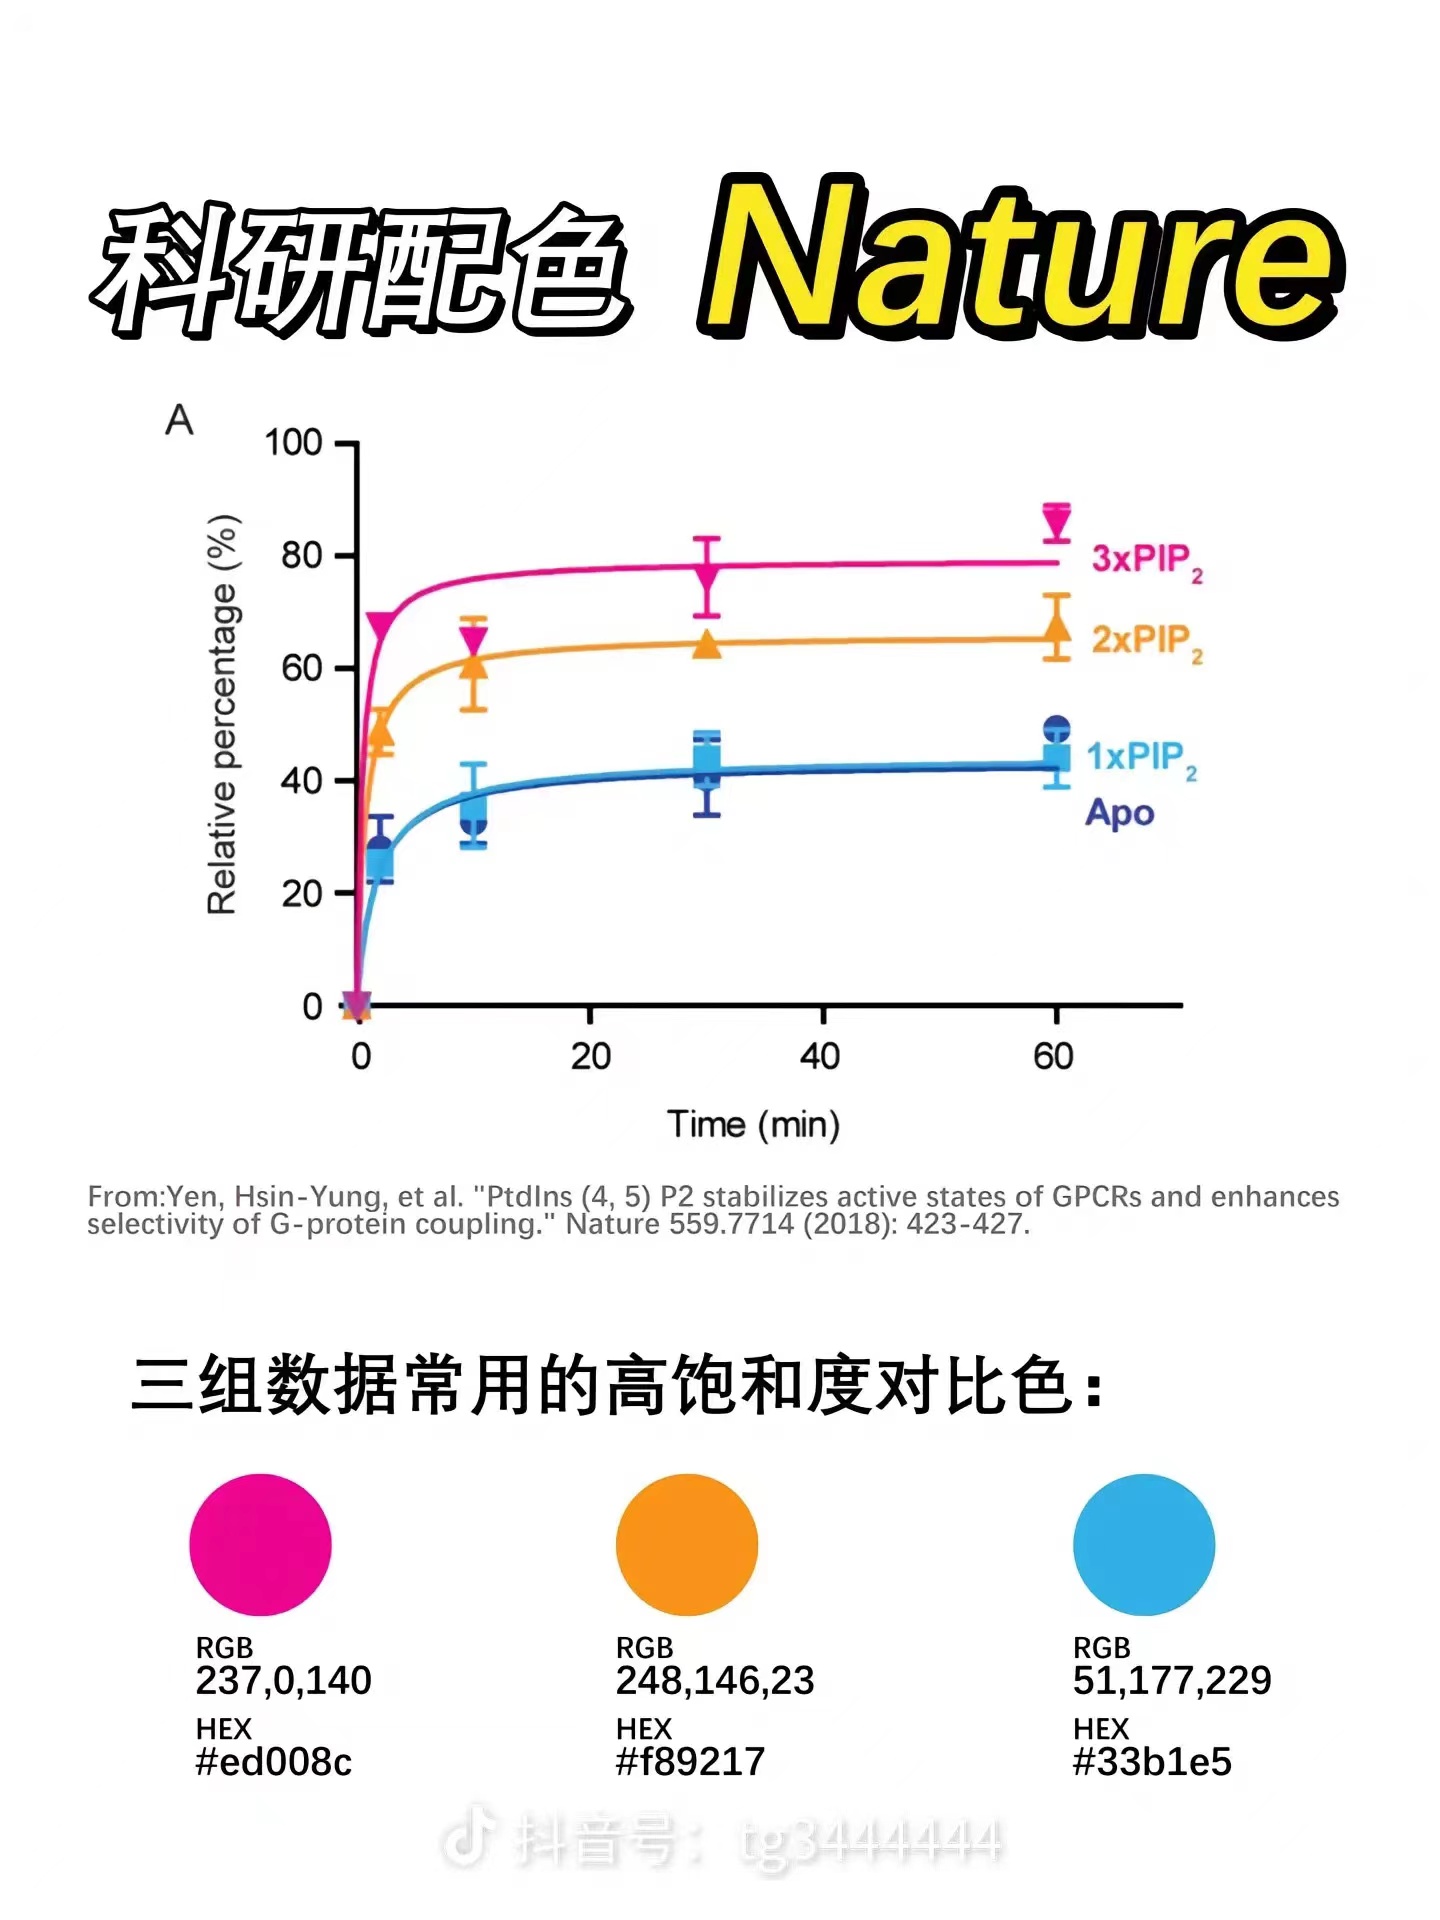 科研配色 Nature
A
100
80
60
40
20
0
Relative percentage (%)
3xPIP₂
2xPIP₂
1xPIP₂
Apo
0 20 40 60
Time (min)
From:Yen, Hsin-Yung, et al. "PtdIns (4, 5) P2 stabilizes active states of GPCRs and enhances
selectivity of G-protein coupling." Nature 559.7714 (2018): 423-427.
三组数据常用的高饱和度对比色：
RGB
237,0,140
HEX
#ed008c
RGB
248,146,23
HEX
#f89217
RGB
51,177,229
HEX
#33b1e5
抖音号：tg3444444